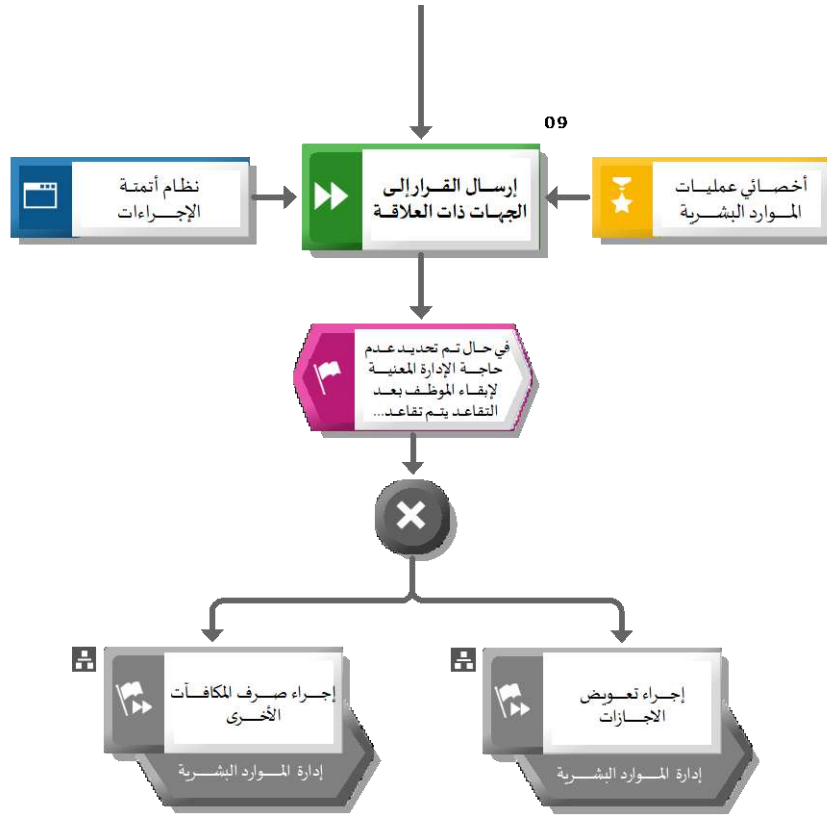 09
أخصائي عمليات
الموارد البشرية
إرسال القرار إلى
الجهات ذات العلاقة
نظام أتمتة
الإجراءات
في حال تم تحديد عدم
حاجة الإدارة المعنية
لإبقاء الموظف بعد
التقاعد يتم تقاعد...
إجراء تعويض
الاجازات
إدارة الموارد البشرية
إجراء صرف المكافآت
الأخرى
إدارة الموارد البشرية